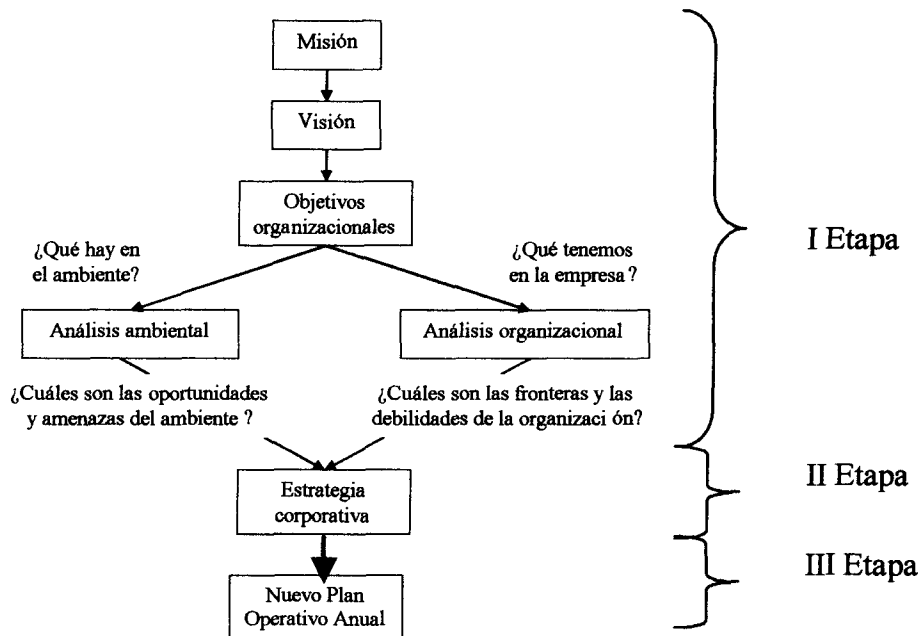 Misión
Visión
Objetivos
organizacionales
¿Qué hay en
el ambiente?
¿Qué tenemos
en la empresa?
I Etapa
Análisis ambiental
Análisis organizacional
¿Cuáles son las oportunidades
y amenazas del ambiente ?
¿Cuáles son las fronteras y las
debilidades de la organizaci ón?
II Etapa
Estrategia
corporativa
III Etapa
Nuevo Plan
Operativo Anual